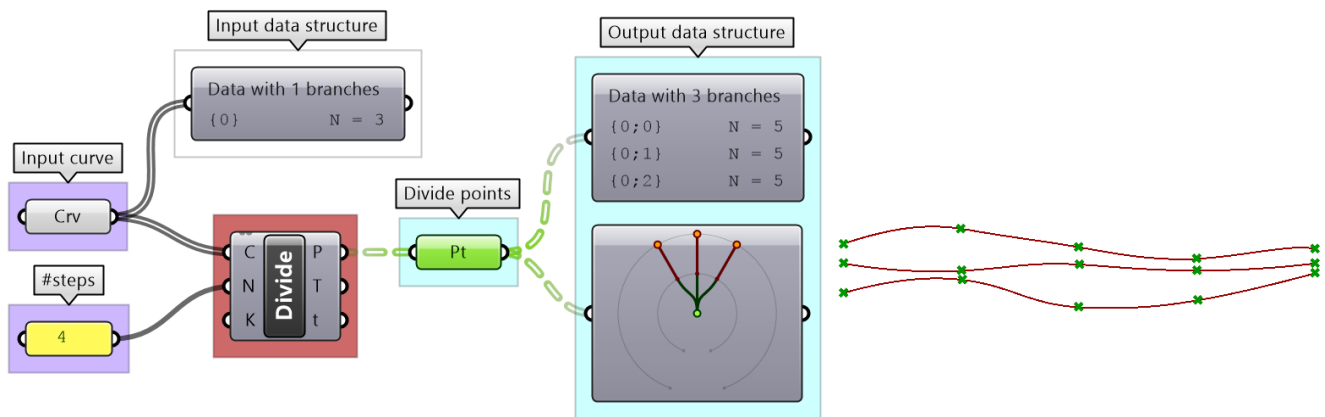 Input data structure
Data with 1 branches
{0} N = 3
Input curve
Crv
#steps
4
C
N
K
Divide
P
T
t
Divide points
Pt
Output data structure
Data with 3 branches
{0;0} N = 5
{0;1} N = 5
{0;2} N = 5